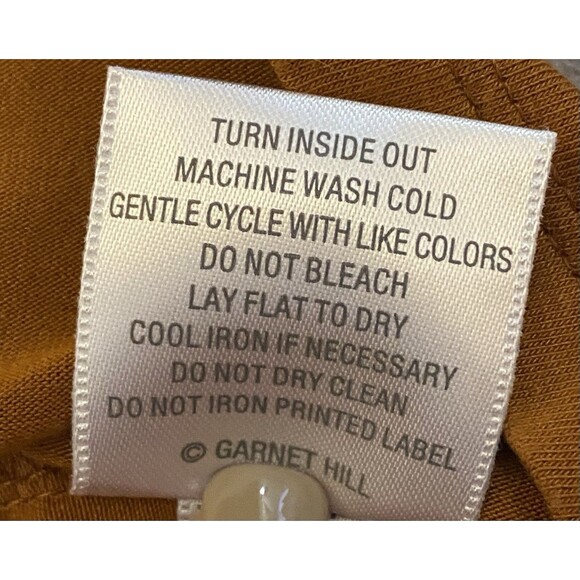 TURN INSIDE OUT
MACHINE WASH COLD
GENTLE CYCLE WITH LIKE COLORS
DO NOT BLEACH
LAY FLAT TO DRY
COOL IRON IF NECESSARY
DO NOT DRY CLEAN
DO NOT IRON PRINTED LABEL
© GARNET HILL